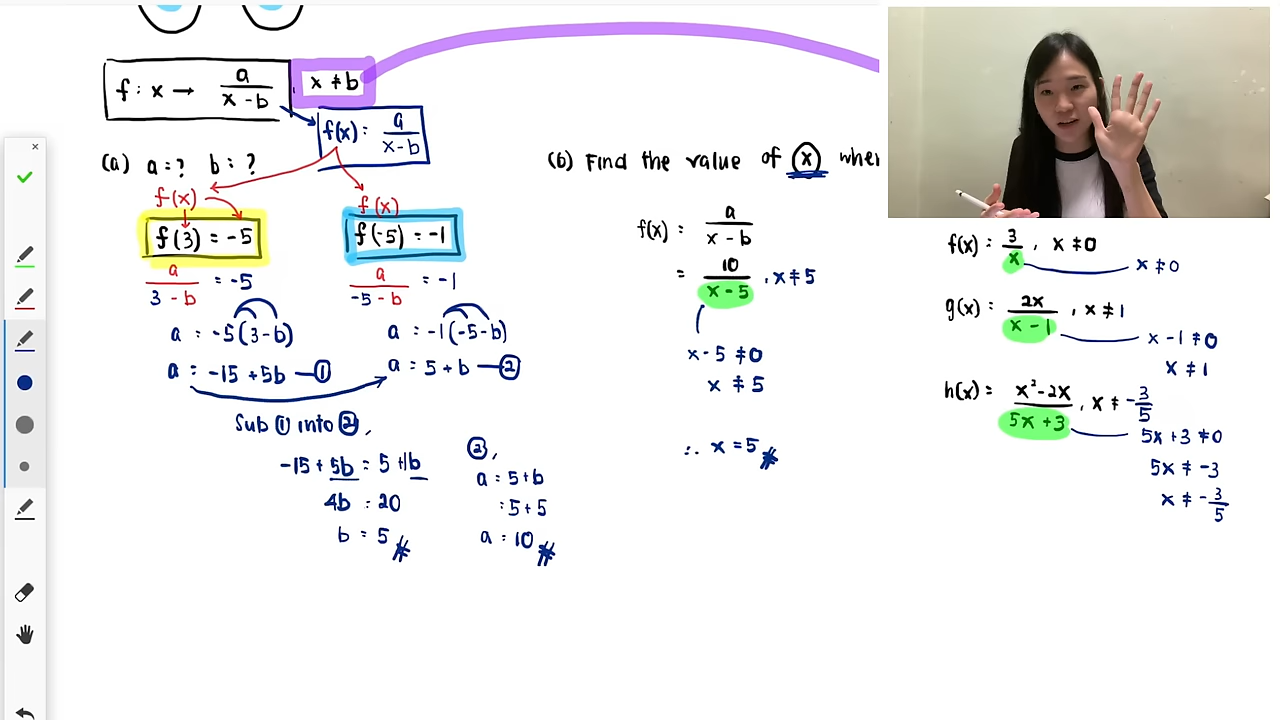 f : x → a/(x - b), x ≠ b
f(x) : a/(x - b)
(a) a = ? b : ?
f(x)
f(3) = -5
a/(3 - b) = -5
a = -5(3 - b)
a = -15 + 5b — ①
f(x)
f(-5) = -1
a/(-5 - b) = -1
a = -1(-5 - b)
a = 5 + b — ②
Sub ① into ②,
-15 + 5b = 5 + 1b
4b = 20
b = 5 #
②,
a = 5 + b
= 5 + 5
a = 10 #
(b) Find the value of x when
f(x) = a/(x - b)
= 10/(x - 5), x ≠ 5
x - 5 ≠ 0
x ≠ 5
∴ x = 5 #
f(x) = 3/x, x ≠ 0
x ≠ 0
g(x) = 2x/(x - 1), x ≠ 1
x - 1 ≠ 0
x ≠ 1
h(x) = (x² - 2x)/(5x + 3), x ≠ -3/5
5x + 3 ≠ 0
5x ≠ -3
x ≠ -3/5